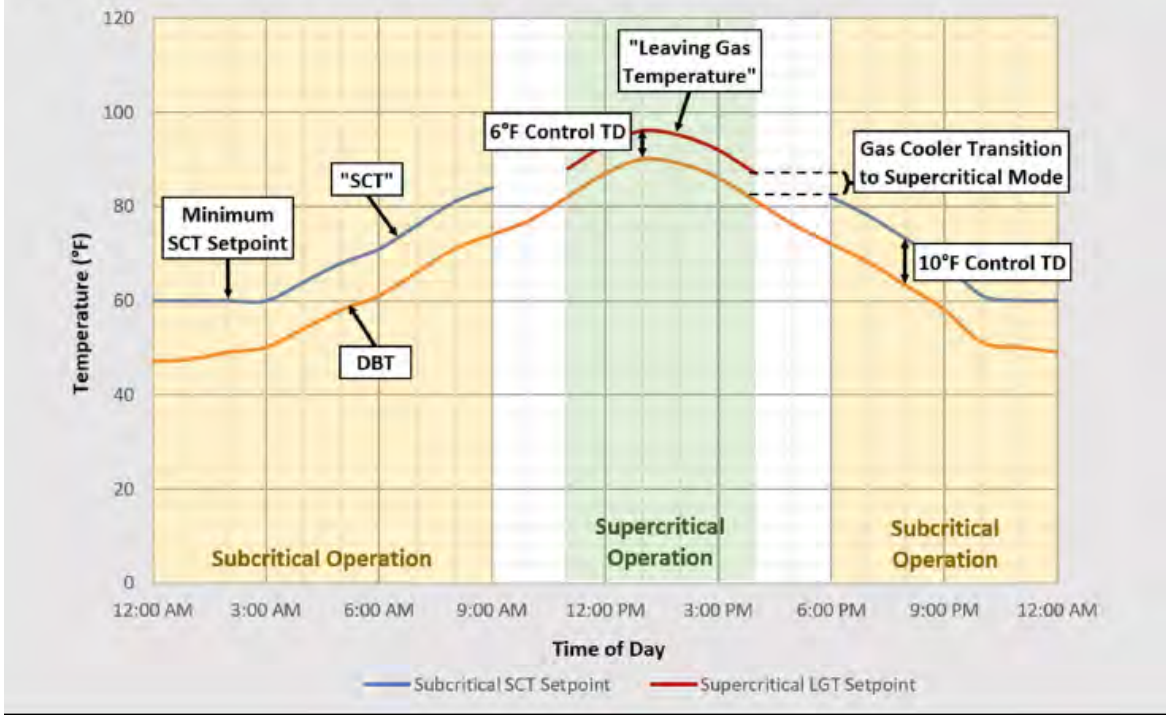 120
100
80
60
40
20
0
Temperature (°F)
"Leaving Gas
Temperature"
6°F Control TD
Gas Cooler Transition
to Supercritical Mode
"SCT"
Minimum
SCT Setpoint
10°F Control TD
DBT
Subcritical Operation
Supercritical
Operation
Subcritical
Operation
12:00 AM
3:00 AM
6:00 AM
9:00 AM
12:00 PM
3:00 PM
6:00 PM
9:00 PM
12:00 AM
Time of Day
Subcritical SCT Setpoint
Supercritical LGT Setpoint